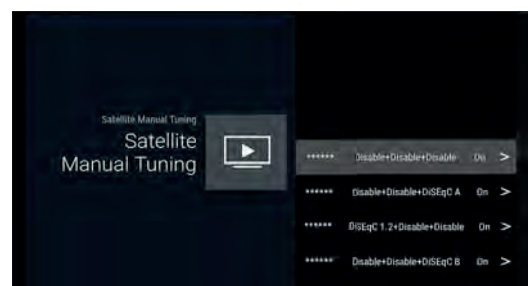 Satellite Manual Tuning
Satellite
Manual Tuning
****** Disable+Disable+Disable On >
****** Disable+Disable+DiSEqC A On >
****** DiSEqC 1.2+Disable+Disable On >
****** Disable+Disable+DiSEqC B On >